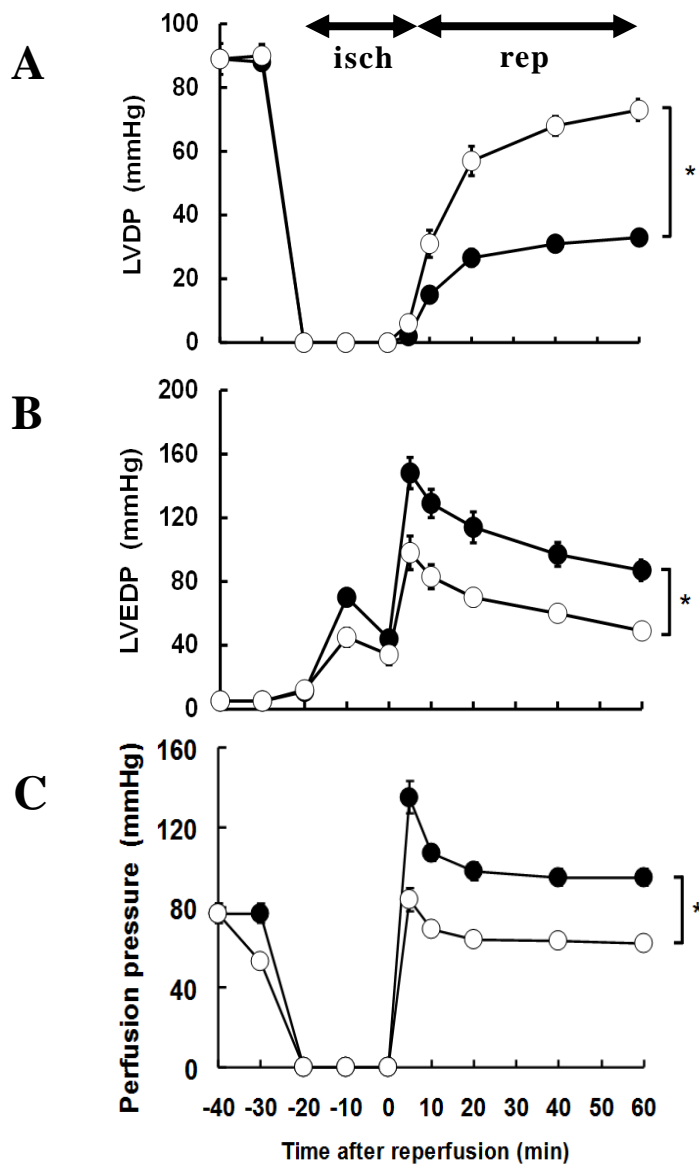 A
isch
rep
LVDP (mmHg)
100
80
60
40
20
0
*
B
LVEDP (mmHg)
200
160
120
80
40
0
*
C
Perfusion pressure (mmHg)
160
120
80
40
0
*
-40 -30 -20 -10 0 10 20 30 40 50 60
Time after reperfusion (min)